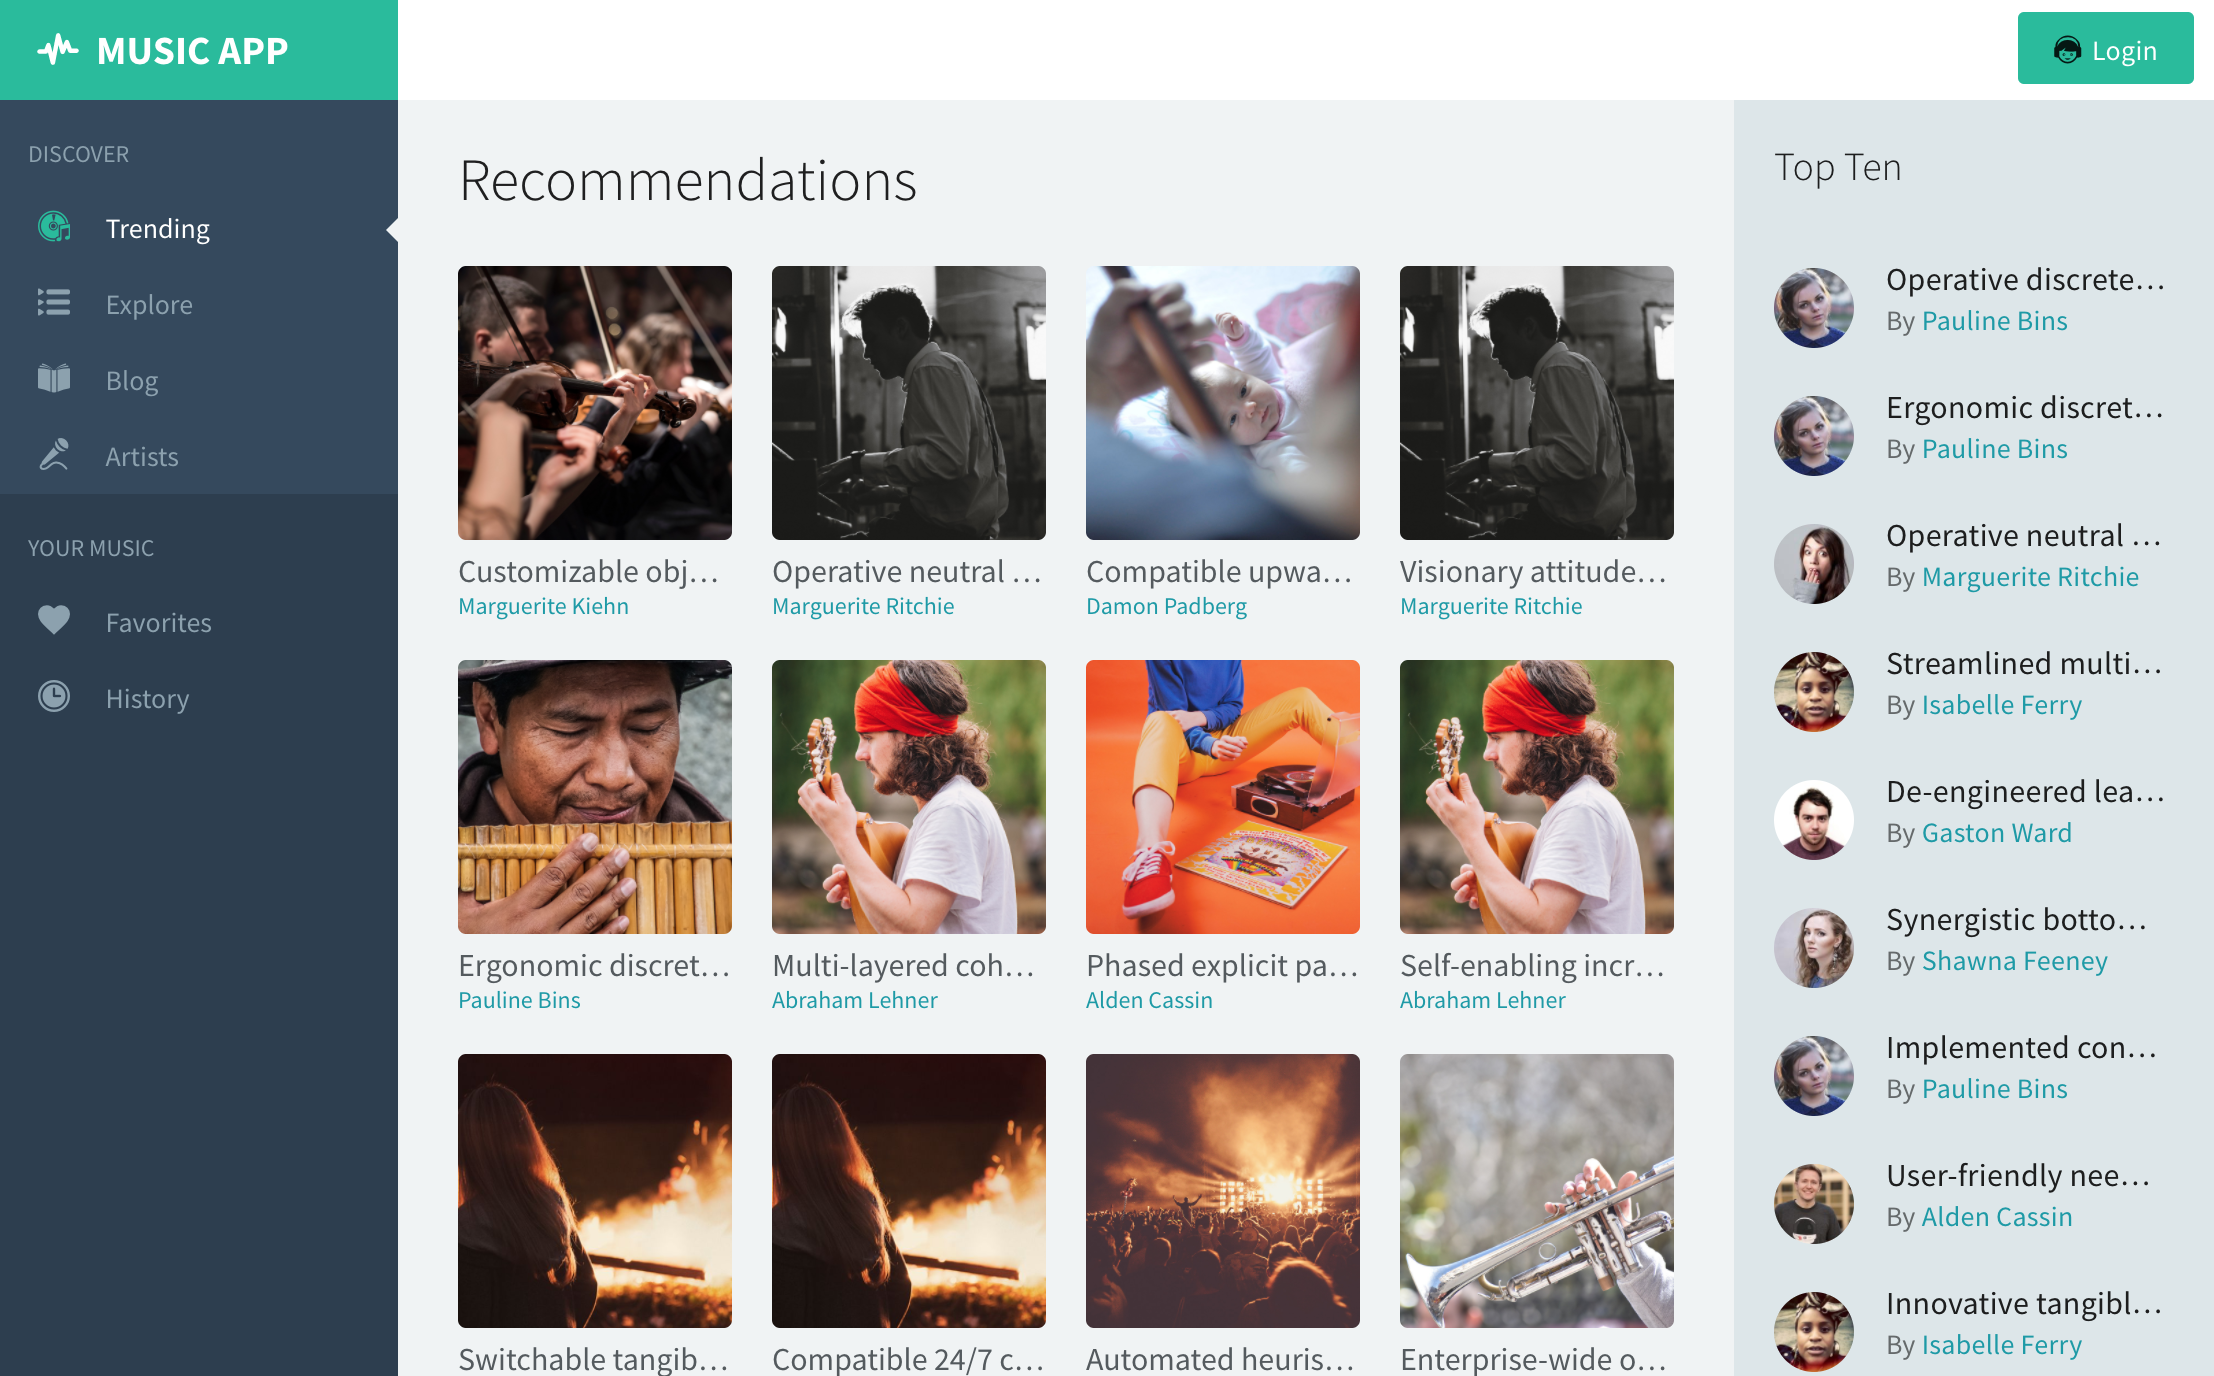 MUSIC APP
Login
DISCOVER
Trending
Explore
Blog
Artists
YOUR MUSIC
Favorites
History
Recommendations
Customizable obj…
Marguerite Kiehn
Operative neutral …
Marguerite Ritchie
Compatible upwa…
Damon Padberg
Visionary attitude…
Marguerite Ritchie
Ergonomic discret…
Pauline Bins
Multi-layered coh…
Abraham Lehner
Phased explicit pa…
Alden Cassin
Self-enabling incr…
Abraham Lehner
Switchable tangib…
Compatible 24/7 c…
Automated heuris…
Enterprise-wide o…
Top Ten
Operative discrete…
By Pauline Bins
Ergonomic discret…
By Pauline Bins
Operative neutral …
By Marguerite Ritchie
Streamlined multi…
By Isabelle Ferry
De-engineered lea…
By Gaston Ward
Synergistic botto…
By Shawna Feeney
Implemented con…
By Pauline Bins
User-friendly nee…
By Alden Cassin
Innovative tangibl…
By Isabelle Ferry